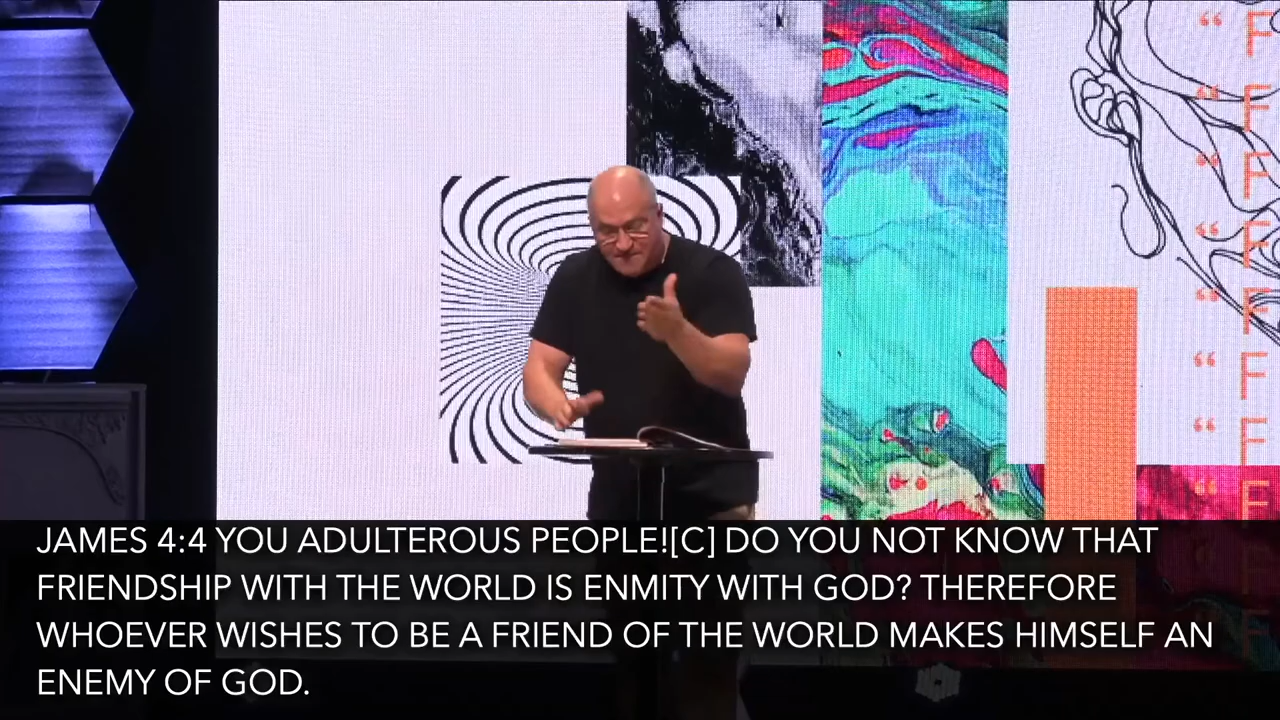 “ F
“ F
“ F
“ F
“ F
“ F
“ F
“ F
JAMES 4:4 YOU ADULTEROUS PEOPLE![C] DO YOU NOT KNOW THAT
FRIENDSHIP WITH THE WORLD IS ENMITY WITH GOD? THEREFORE
WHOEVER WISHES TO BE A FRIEND OF THE WORLD MAKES HIMSELF AN
ENEMY OF GOD.